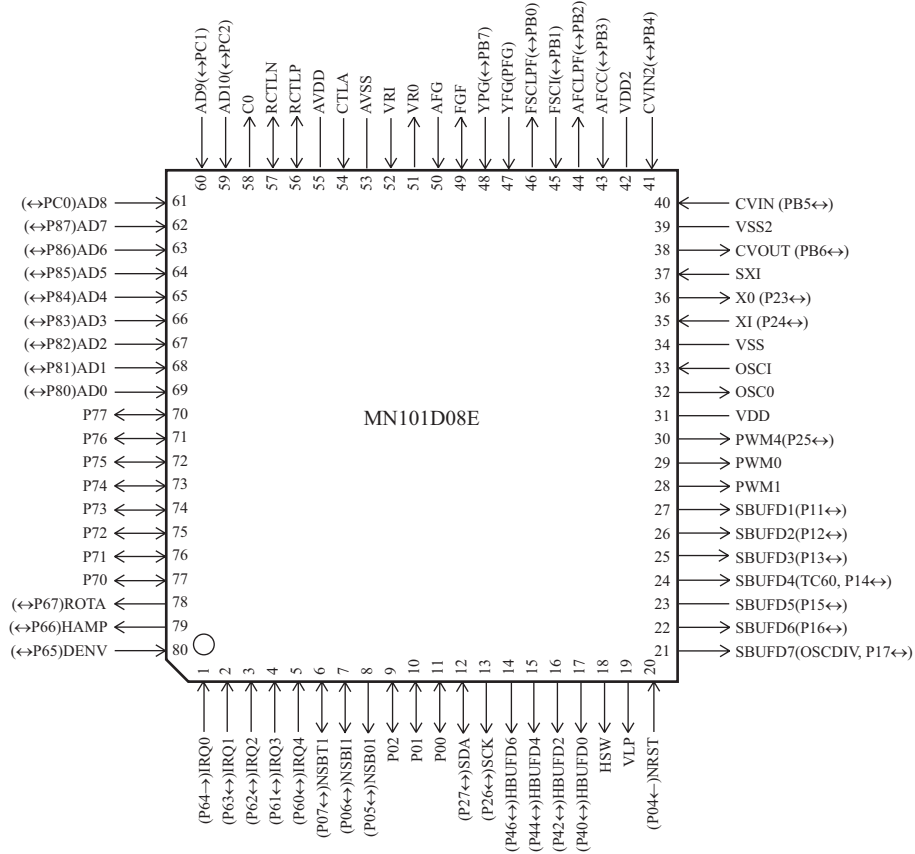 AD9(↔PC1)
AD10(↔PC2)
C0
RCTLN
RCTLP
AVDD
CTLA
AVSS
VRI
VR0
AFG
FGF
YPG(↔PB7)
YFG(PFG)
FSCLPF(↔PB0)
FSCI(↔PB1)
AFCLPF(↔PB2)
AFCC(↔PB3)
VDD2
CVIN2(↔PB4)
60
59
58
57
56
55
54
53
52
51
50
49
48
47
46
45
44
43
42
41
(↔PC0)AD8 61
(↔P87)AD7 62
(↔P86)AD6 63
(↔P85)AD5 64
(↔P84)AD4 65
(↔P83)AD3 66
(↔P82)AD2 67
(↔P81)AD1 68
(↔P80)AD0 69
P77 70
P76 71
P75 72
P74 73
P73 74
P72 75
P71 76
P70 77
(↔P67)ROTA 78
(↔P66)HAMP 79
(↔P65)DENV 80
MN101D08E
40 CVIN (PB5↔)
39 VSS2
38 CVOUT (PB6↔)
37 SXI
36 X0 (P23↔)
35 XI (P24↔)
34 VSS
33 OSCI
32 OSC0
31 VDD
30 PWM4(P25↔)
29 PWM0
28 PWM1
27 SBUFD1(P11↔)
26 SBUFD2(P12↔)
25 SBUFD3(P13↔)
24 SBUFD4(TC60, P14↔)
23 SBUFD5(P15↔)
22 SBUFD6(P16↔)
21 SBUFD7(OSCDIV, P17↔)
1
2
3
4
5
6
7
8
9
10
11
12
13
14
15
16
17
18
19
20
(P64→)IRQ0
(P63↔)IRQ1
(P62↔)IRQ2
(P61↔)IRQ3
(P60↔)IRQ4
(P07↔)NSBT1
(P06↔)NSBI1
(P05↔)NSB01
P02
P01
P00
(P27↔)SDA
(P26↔)SCK
(P46↔)HBUFD6
(P44↔)HBUFD4
(P42↔)HBUFD2
(P40↔)HBUFD0
HSW
VLP
(P04←)NRST